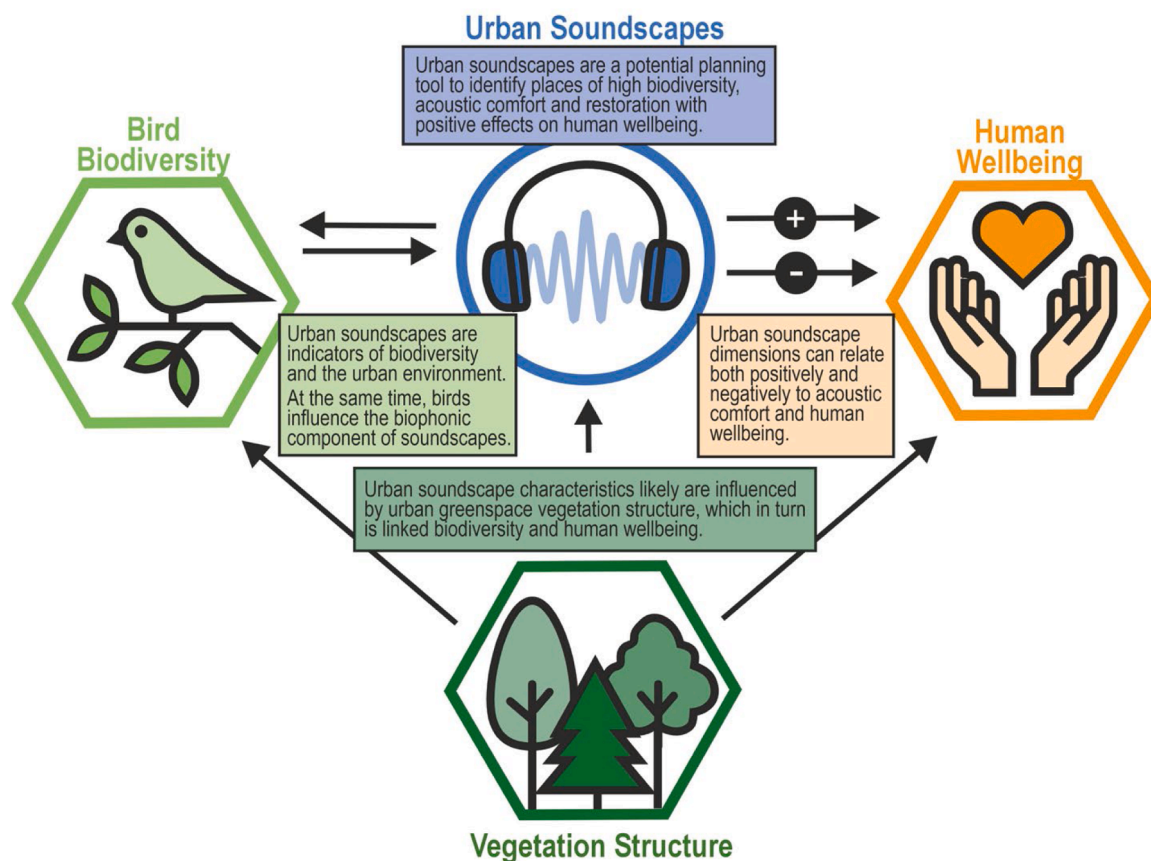 Urban Soundscapes
Urban soundscapes are a potential planning
tool to identify places of high biodiversity,
acoustic comfort and restoration with
positive effects on human wellbeing.
Bird
Biodiversity
Human
Wellbeing
+
-
Urban soundscapes are
indicators of biodiversity
and the urban environment.
At the same time, birds
influence the biophonic
component of soundscapes.
Urban soundscape
dimensions can relate
both positively and
negatively to acoustic
comfort and human
wellbeing.
Urban soundscape characteristics likely are influenced
by urban greenspace vegetation structure, which in turn
is linked biodiversity and human wellbeing.
Vegetation Structure